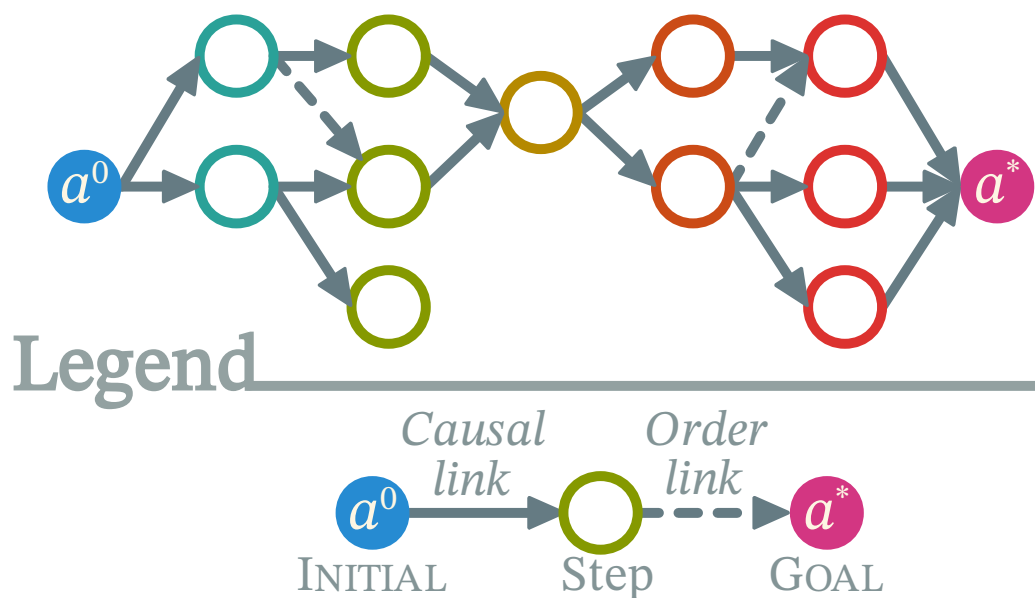 a⁰
a*
Legend
Causal link
Order link
a⁰
a*
INITIAL
Step
GOAL